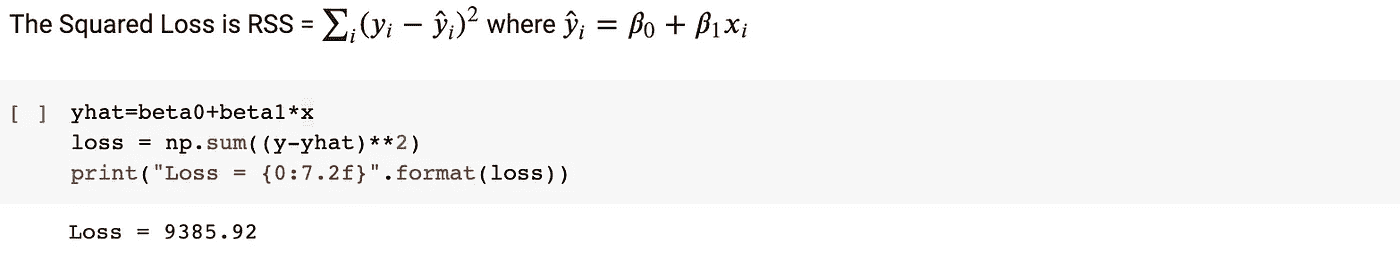 The Squared Loss is RSS = ∑ᵢ(yᵢ − ŷᵢ)² where ŷᵢ = β₀ + β₁xᵢ
[ ] yhat=beta0+beta1*x
loss = np.sum((y-yhat)**2)
print("Loss = {0:7.2f}".format(loss))
Loss = 9385.92